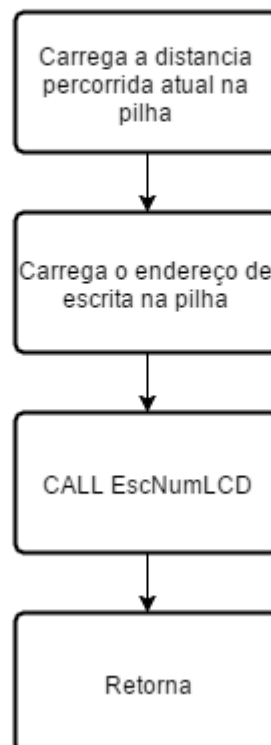 Carrega a distancia
percorrida atual na
pilha
Carrega o endereço de
escrita na pilha
CALL EscNumLCD
Retorna